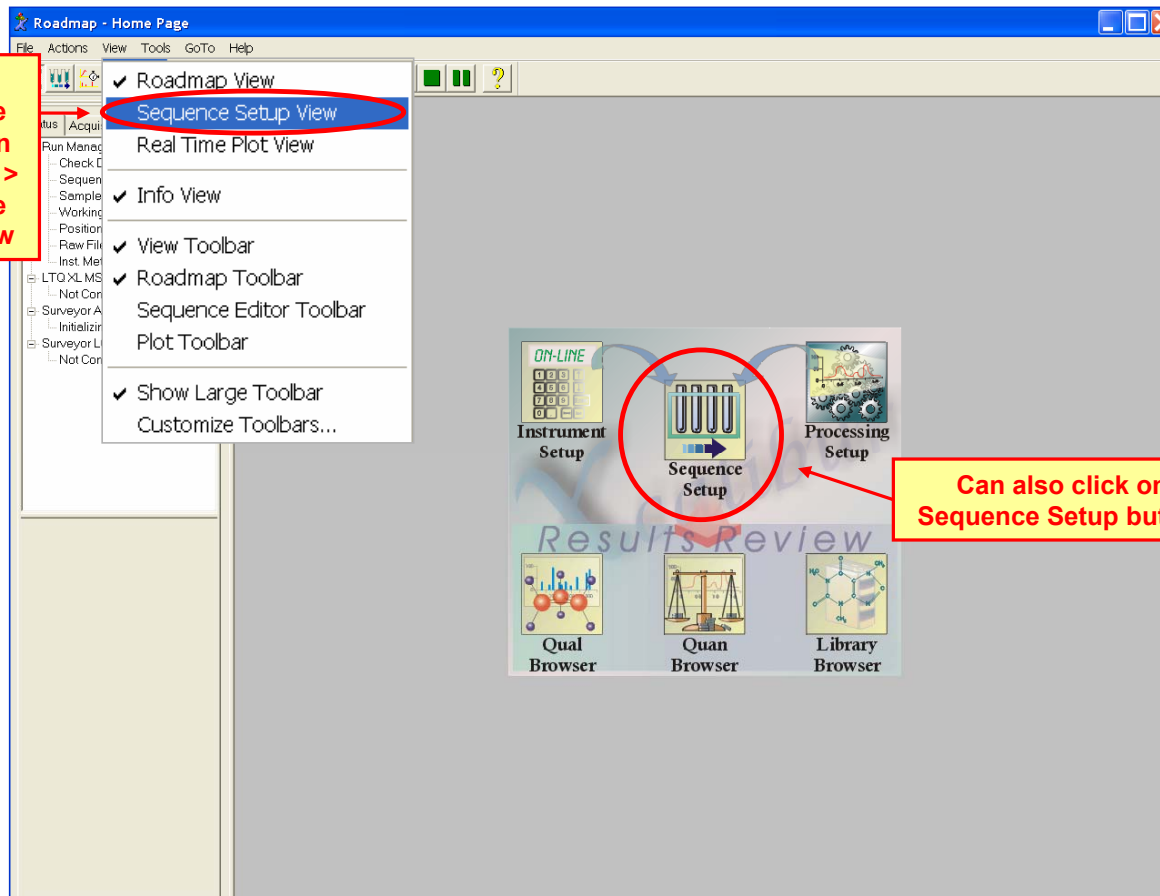 Roadmap - Home Page
File Actions View Tools GoTo Help
Roadmap View
Sequence Setup View
Real Time Plot View
Info View
View Toolbar
Roadmap Toolbar
Sequence Editor Toolbar
Plot Toolbar
Show Large Toolbar
Customize Toolbars...
>
tus Acqui
Run Manag
Check D
Sequen
Sample
Working
Position
Raw File
Inst. Met
LTQ XL MS
Not Con
Surveyor A
Initializin
Surveyor L
Not Con
ON-LINE
Instrument
Setup
Sequence
Setup
Processing
Setup
Can also click on
Sequence Setup but
Results Review
Qual
Browser
Quan
Browser
Library
Browser